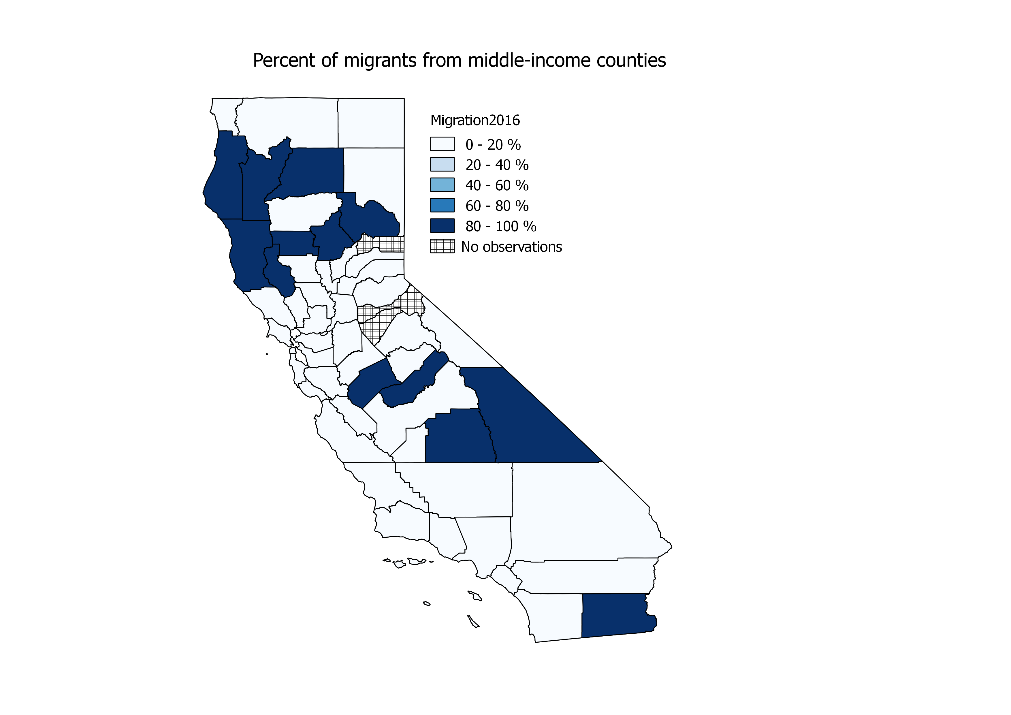 Percent of migrants from middle-income counties
Migration2016
0 - 20 %
20 - 40 %
40 - 60 %
60 - 80 %
80 - 100 %
No observations